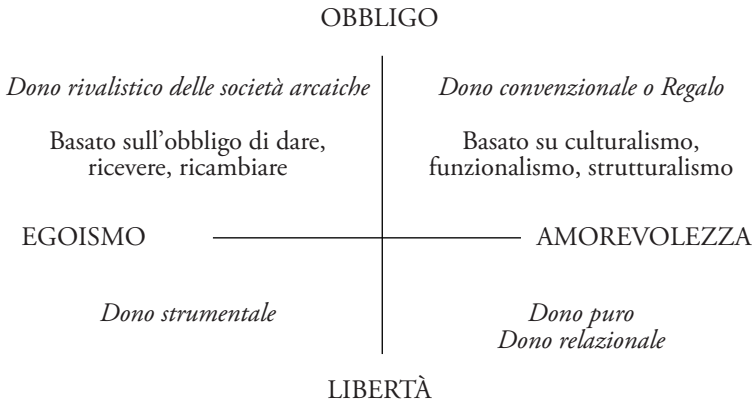 OBBLIGO
Dono rivalistico delle società arcaiche
Basato sull'obbligo di dare,
ricevere, ricambiare
Dono convenzionale o Regalo
Basato su culturalismo,
funzionalismo, strutturalismo
EGOISMO
AMOREVOLEZZA
Dono strumentale
Dono puro
Dono relazionale
LIBERTÀ